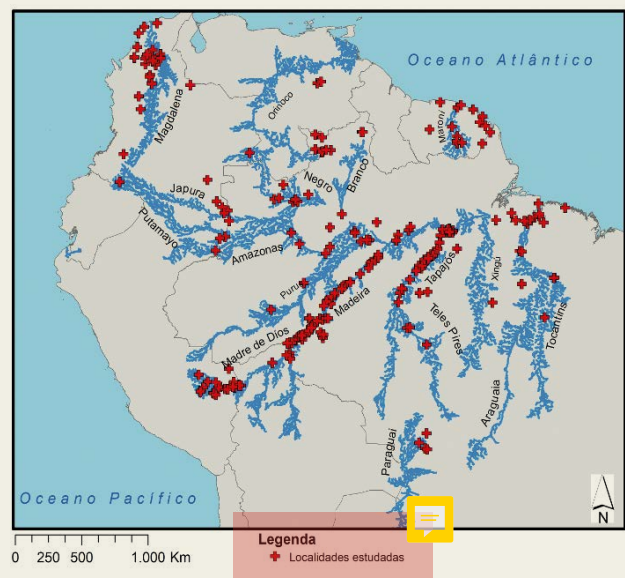 Oceano Atlântico
Magdalena
Orinoco
Maroni
Negro
Branco
Japura
Putamayo
Amazonas
Purus
Madeira
Tapajós
Xingú
Tocantins
Teles Pires
Madre de Dios
Araguaia
Paraguai
Oceano Pacífico
N
Legenda
Localidades estudadas
0 250 500 1.000 Km